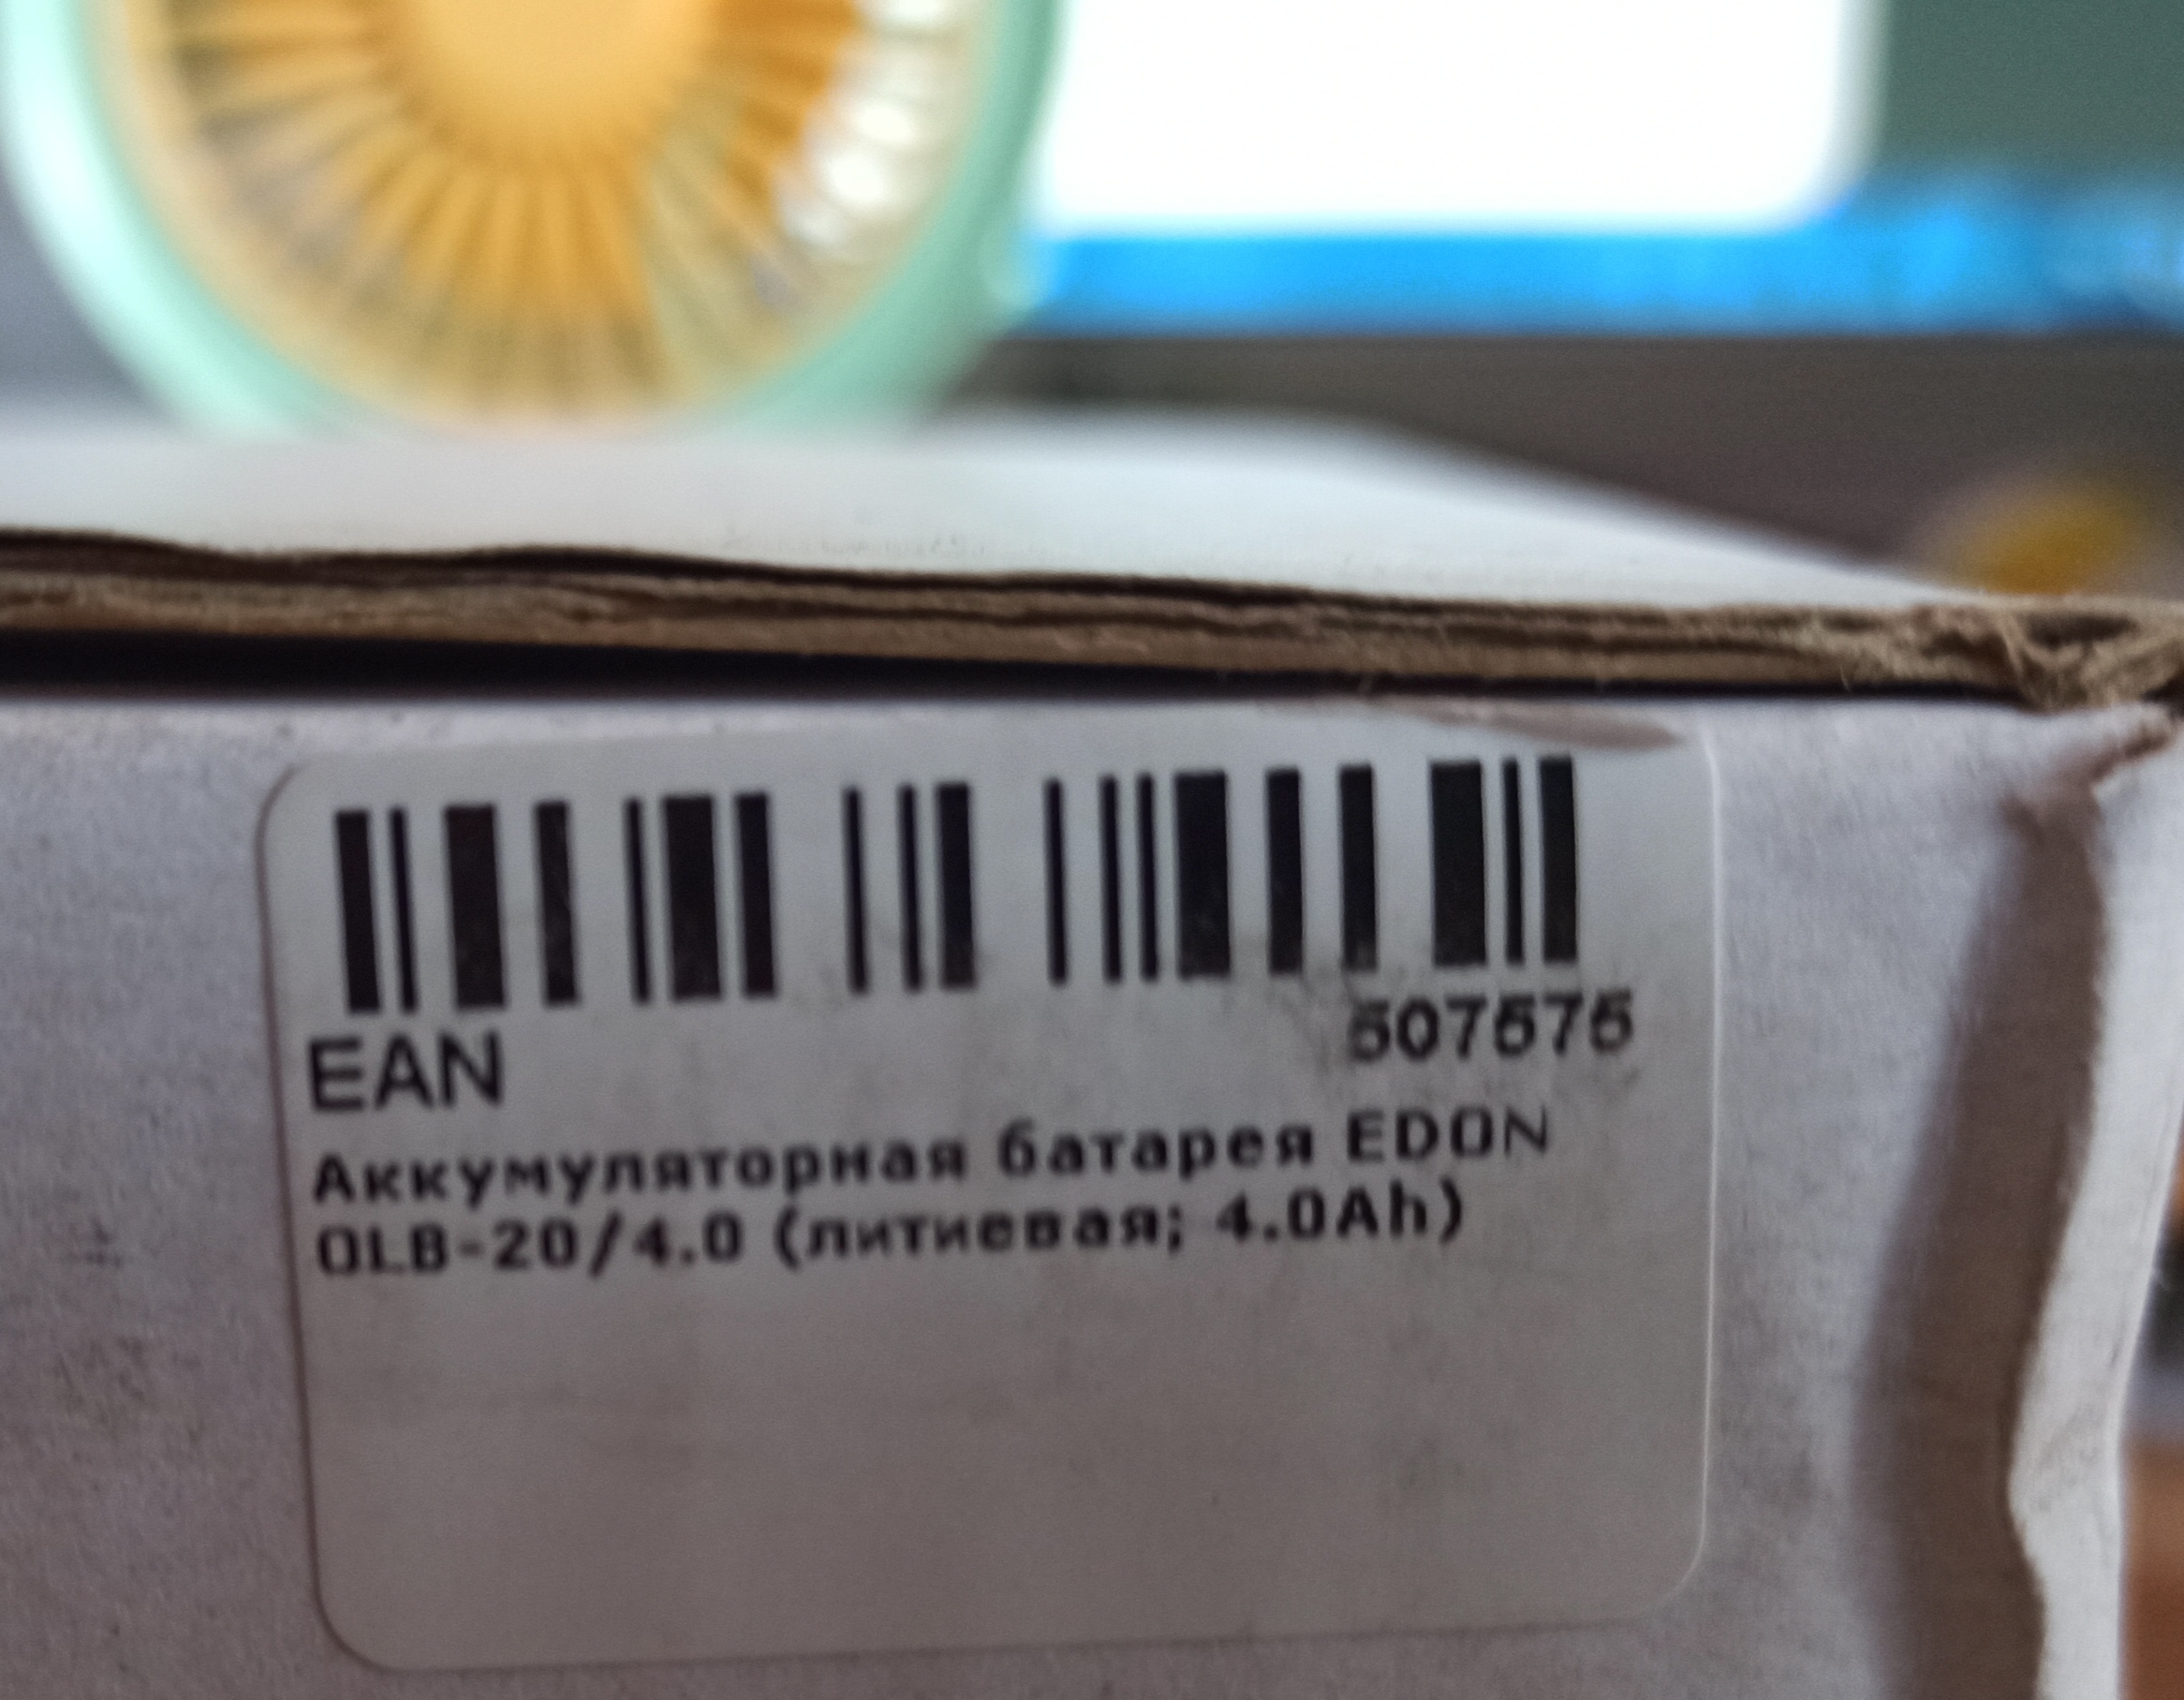 EAN 507575
Аккумуляторная батарея EDON
OLB-20/4.0 (литиевая; 4.0Ah)